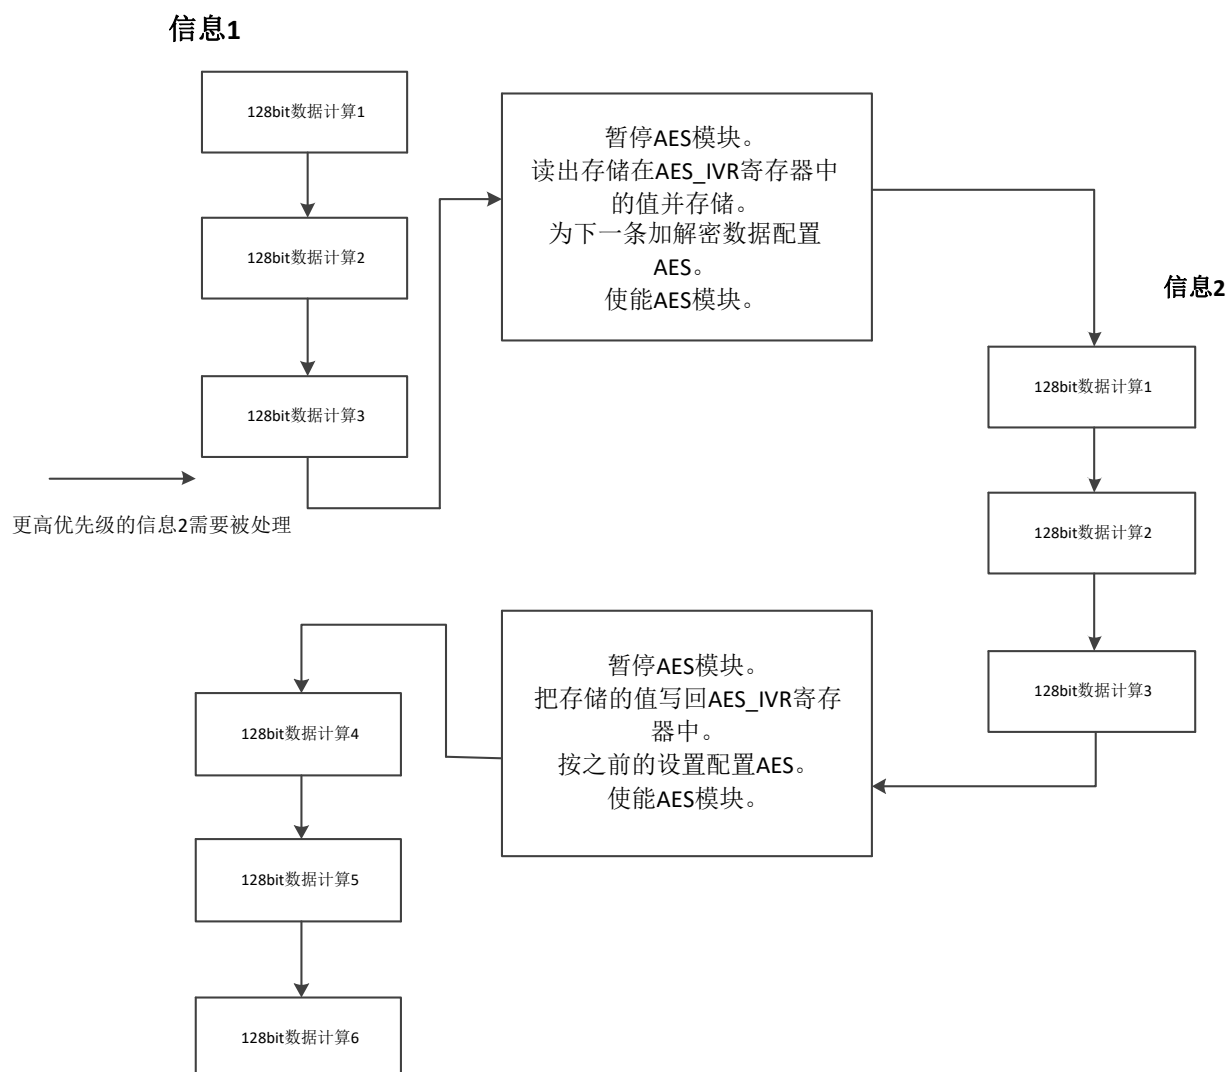 信息1
128bit数据计算1
128bit数据计算2
128bit数据计算3
更高优先级的信息2需要被处理
暂停AES模块。
读出存储在AES_IVR寄存器中
的值并存储。
为下一条加解密数据配置
AES。
使能AES模块。
信息2
128bit数据计算1
128bit数据计算2
128bit数据计算3
暂停AES模块。
把存储的值写回AES_IVR寄存
器中。
按之前的设置配置AES。
使能AES模块。
128bit数据计算4
128bit数据计算5
128bit数据计算6